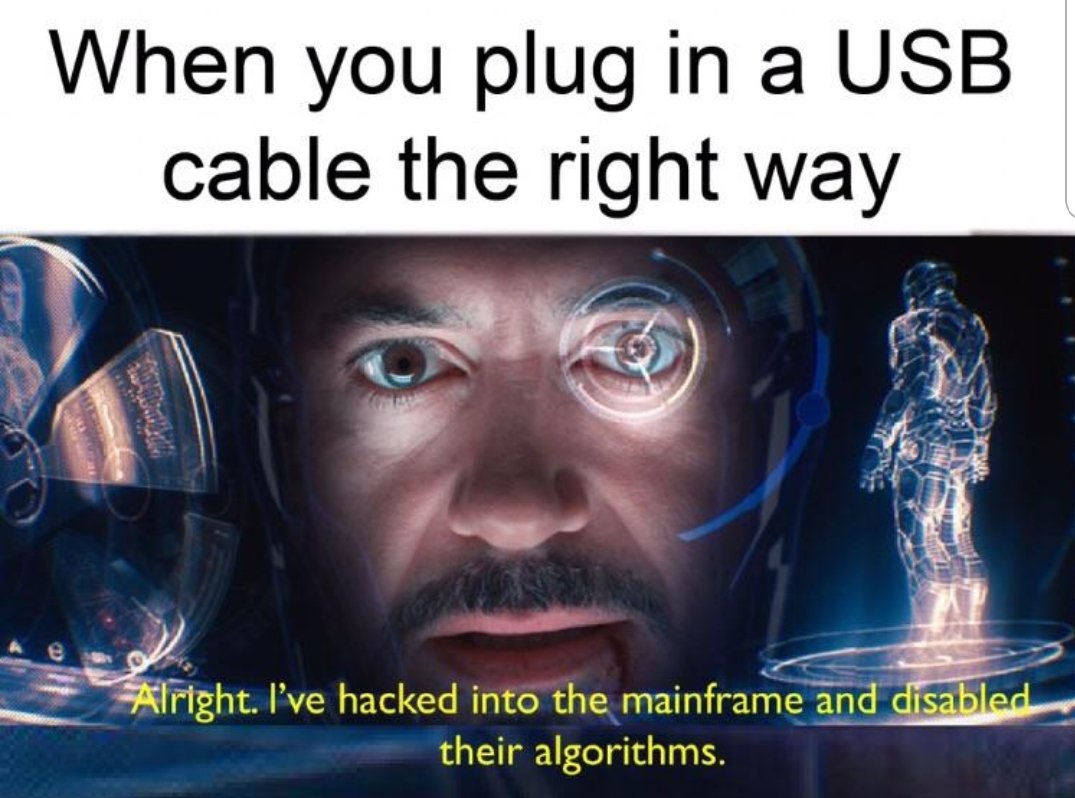 When you plug in a USB
cable the right way
Alright. I've hacked into the mainframe and disabled
their algorithms.